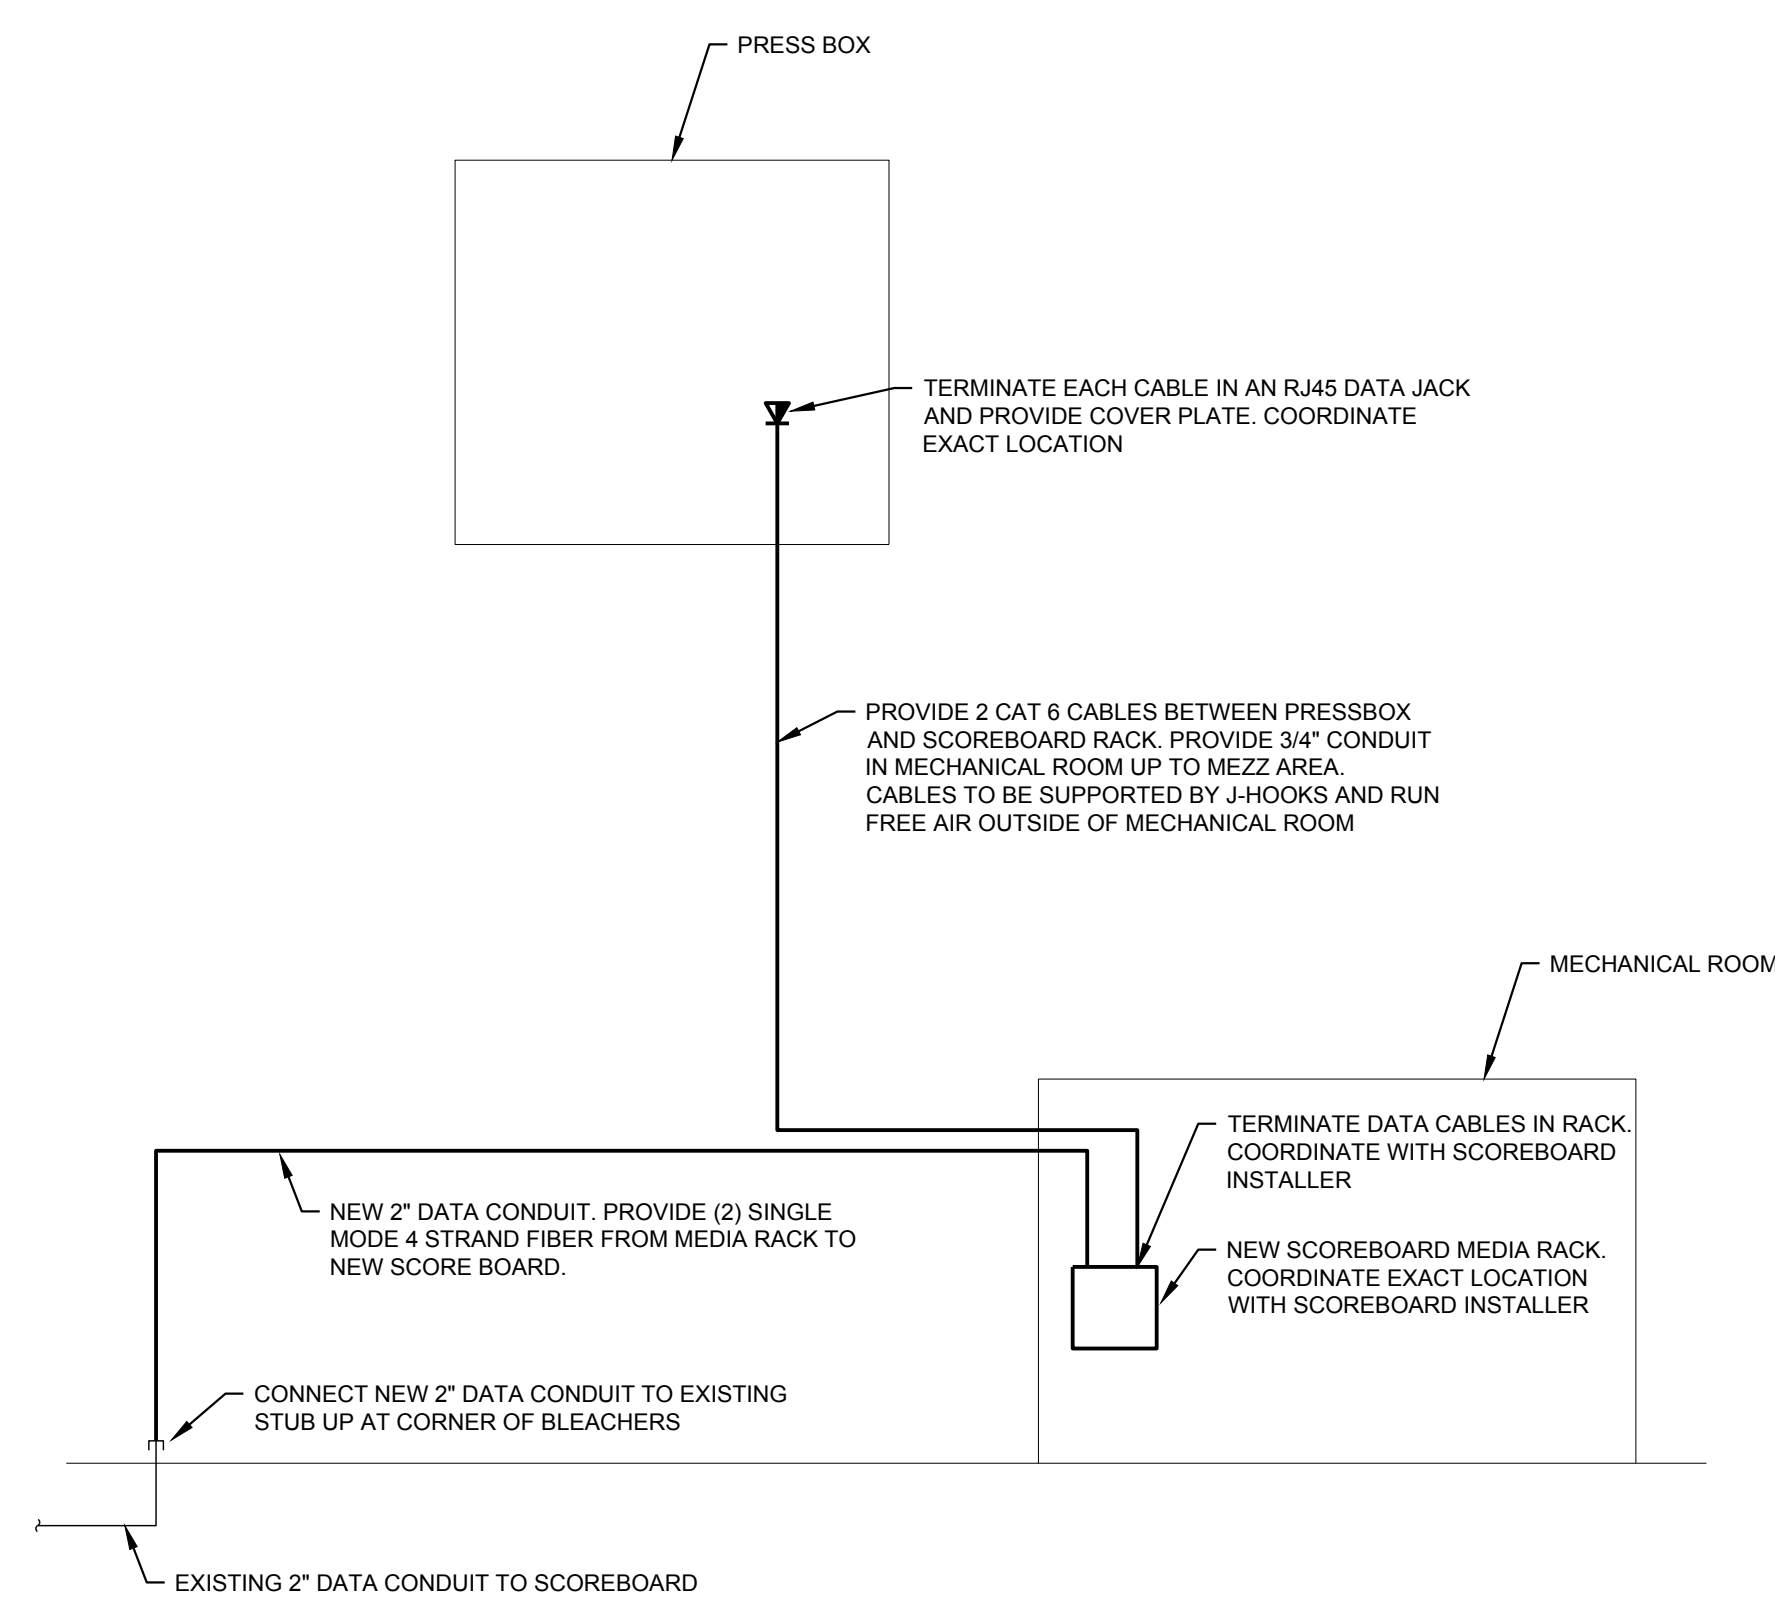 PRESS BOX
TERMINATE EACH CABLE IN AN RJ45 DATA JACK
AND PROVIDE COVER PLATE. COORDINATE
EXACT LOCATION
PROVIDE 2 CAT 6 CABLES BETWEEN PRESSBOX
AND SCOREBOARD RACK. PROVIDE 3/4" CONDUIT
IN MECHANICAL ROOM UP TO MEZZ AREA.
CABLES TO BE SUPPORTED BY J-HOOKS AND RUN
FREE AIR OUTSIDE OF MECHANICAL ROOM
MECHANICAL ROOM
TERMINATE DATA CABLES IN RACK.
COORDINATE WITH SCOREBOARD
INSTALLER
NEW 2" DATA CONDUIT. PROVIDE (2) SINGLE
MODE 4 STRAND FIBER FROM MEDIA RACK TO
NEW SCORE BOARD.
NEW SCOREBOARD MEDIA RACK.
COORDINATE EXACT LOCATION
WITH SCOREBOARD INSTALLER
CONNECT NEW 2" DATA CONDUIT TO EXISTING
STUB UP AT CORNER OF BLEACHERS
EXISTING 2" DATA CONDUIT TO SCOREBOARD